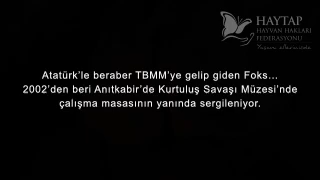 HAYTAP
HAYVAN HAKLARI
FEDERASYONU
Atatürk'le beraber TBMM'ye gelip giden Foks...
2002'den beri Anıtkabir'de Kurtuluş Savaşı Müzesi'nde
çalışma masasının yanında sergileniyor.